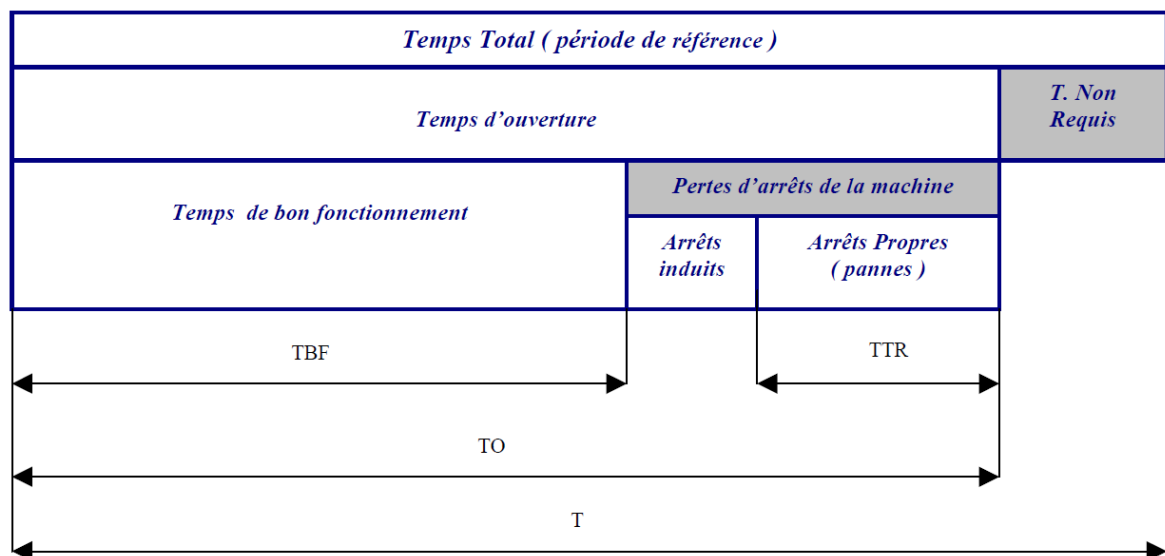 Temps Total ( période de référence )
Temps d’ouverture
T. Non
Requis
Temps de bon fonctionnement
Pertes d’arrêts de la machine
Arrêts
induits
Arrêts Propres
( pannes )
TBF
TTR
TO
T